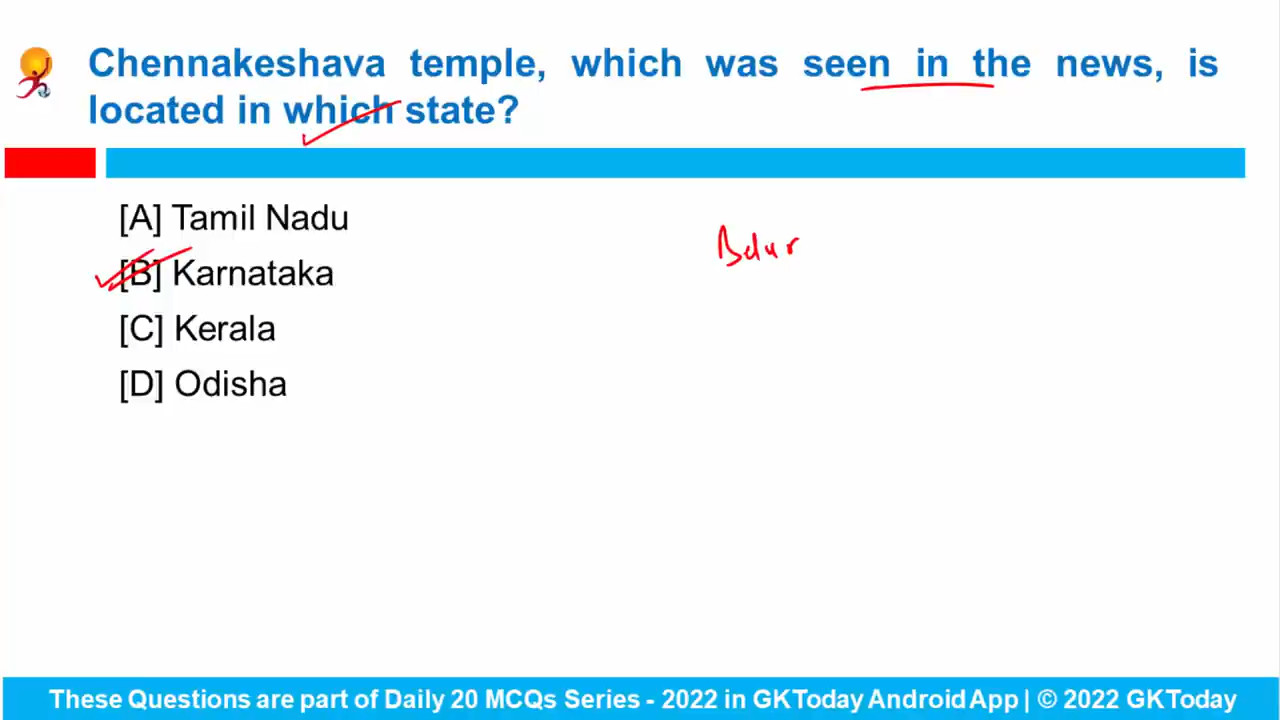 Chennakeshava temple, which was seen in the news, is
located in which state?
[A] Tamil Nadu
[B] Karnataka
Belur
[C] Kerala
[D] Odisha
These Questions are part of Daily 20 MCQs Series - 2022 in GKToday Android App | © 2022 GKToday